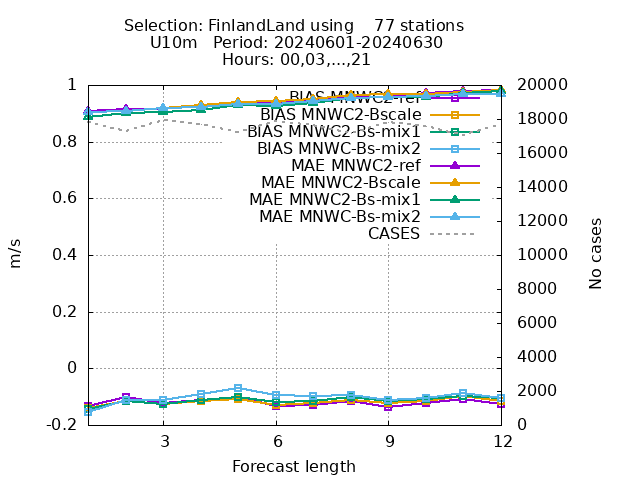 Selection: FinlandLand using    77 stations
U10m   Period: 20240601-20240630
Hours: 00,03,...,21
1
0.8
0.6
0.4
0.2
0
-0.2
m/s
BIAS MNWC2-ref
BIAS MNWC2-Bscale
BIAS MNWC2-Bs-mix1
BIAS MNWC-Bs-mix2
MAE MNWC2-ref
MAE MNWC2-Bscale
MAE MNWC2-Bs-mix1
MAE MNWC-Bs-mix2
CASES
20000
18000
16000
14000
12000
10000
8000
6000
4000
2000
0
No cases
3 6 9 12
Forecast length